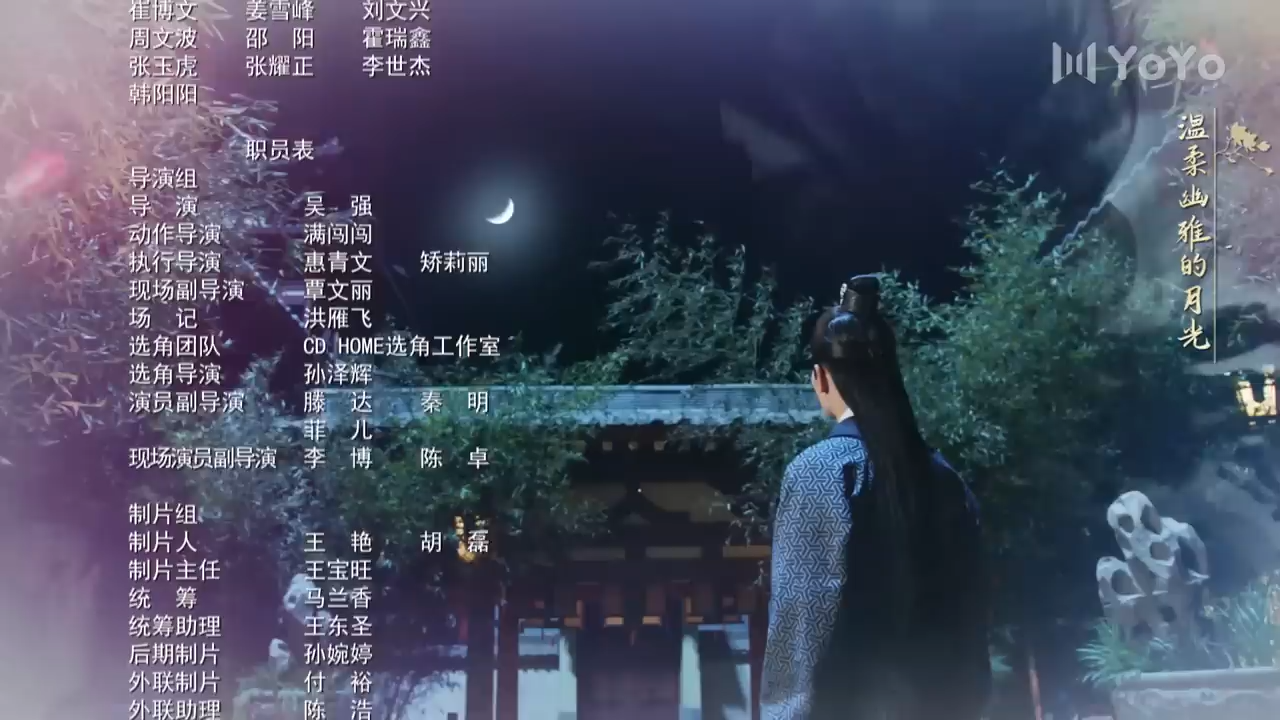 崔博文 姜雪峰 刘文兴
周文波 邵 阳 霍瑞鑫
张玉虎 张耀正 李世杰
韩阳阳
职员表
导演组
导 演 吴 强
动作导演 满闯闯
执行导演 惠青文 矫莉丽
现场副导演 覃文丽
场 记 洪雁飞
选角团队 CD HOME选角工作室
选角导演 孙泽辉
演员副导演 滕 达 秦 明
菲 儿
现场演员副导演 李 博 陈 卓
制片组
制片人 王 艳 胡 磊
制片主任 王宝旺
统 筹 马兰香
统筹助理 王东圣
后期制片 孙婉婷
外联制片 付 裕
外联助理 陈 浩
YoYo
温柔幽雅的月光